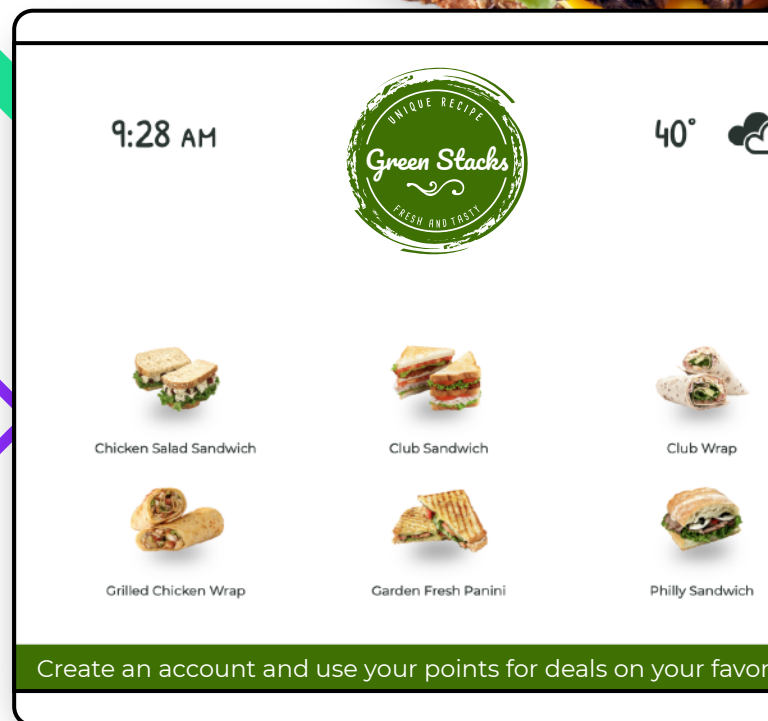 9:28 AM
UNIQUE RECIPE
Green Stacks
FRESH AND TASTY
40°
Chicken Salad Sandwich
Club Sandwich
Club Wrap
Grilled Chicken Wrap
Garden Fresh Panini
Philly Sandwich
Create an account and use your points for deals on your favor